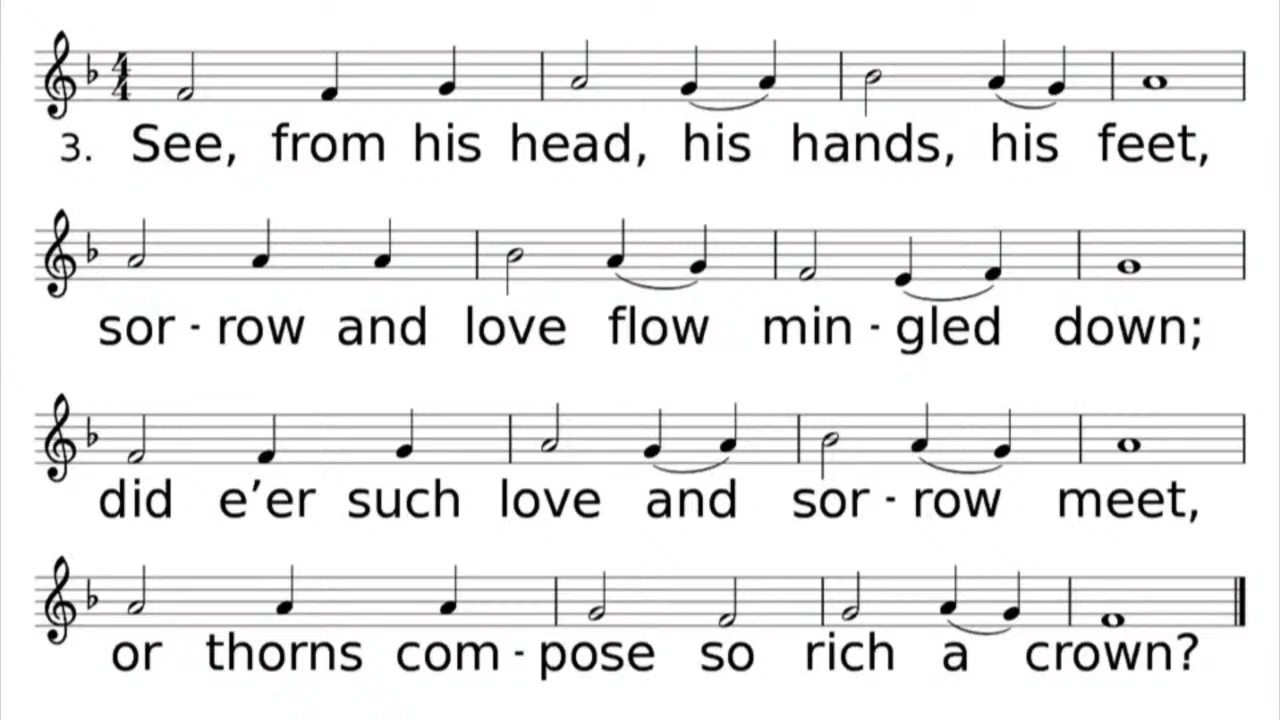 3. See, from his head, his hands, his feet,
sor - row and love flow min - gled down;
did e’er such love and sor - row meet,
or thorns com - pose so rich a crown?